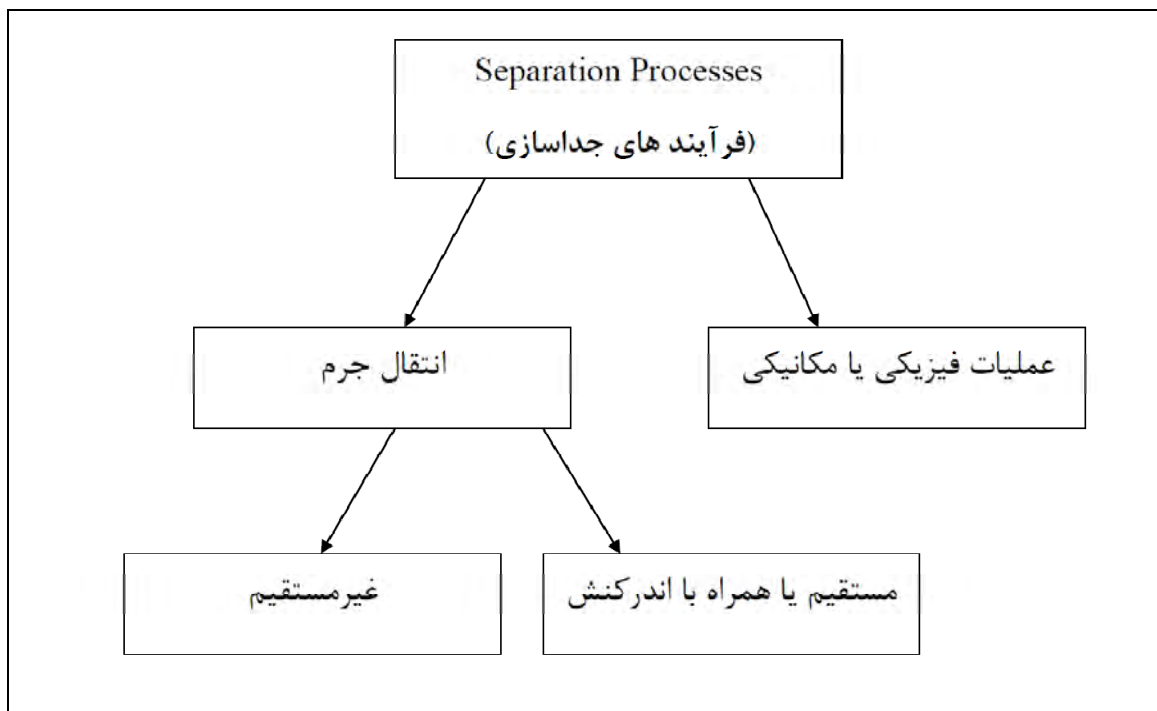 Separation Processes
(فرآیند های جداسازی)
عملیات فیزیکی یا مکانیکی
انتقال جرم
مستقیم یا همراه با اندرکنش
غیرمستقیم